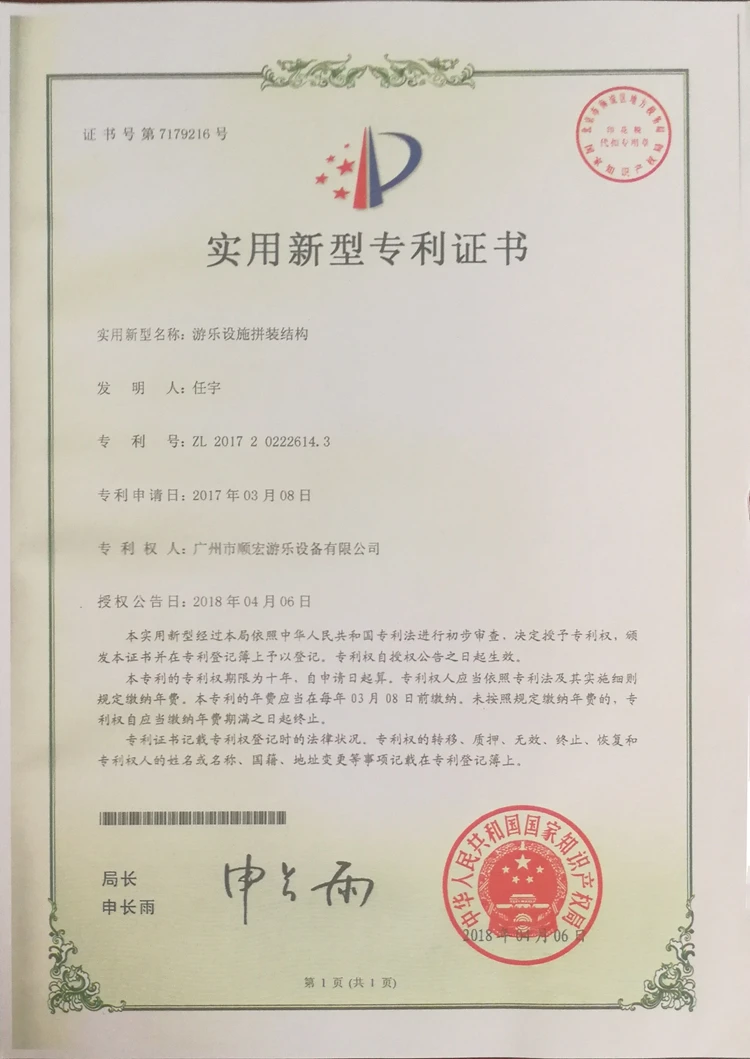 证书号第7179216号
印花税
代扣专用章
国家知识产权局
实用新型专利证书
实用新型名称：游乐设施拼装结构
发明人：任宇
专利号：ZL 2017 2 0222614.3
专利申请日：2017年03月08日
专利权人：广州市顺宏游乐设备有限公司
授权公告日：2018年04月06日
本实用新型经过本局依照中华人民共和国专利法进行初步审查，决定授予专利权，颁
发本证书并在专利登记簿上予以登记。专利权自授权公告之日起生效。
本专利的专利权期限为十年，自申请日起算。专利权人应当依照专利法及其实施细则
规定缴纳年费。本专利的年费应当在每年03月08日前缴纳。未按照规定缴纳年费的，专
利权自应当缴纳年费期满之日起终止。
专利证书记载专利权登记时的法律状况。专利权的转移、质押、无效、终止、恢复和
专利权人的姓名或名称、国籍、地址变更等事项记载在专利登记簿上。
局长
申长雨
申长雨
中华人民共和国国家知识产权局
2018年04月06日
第1页(共1页)